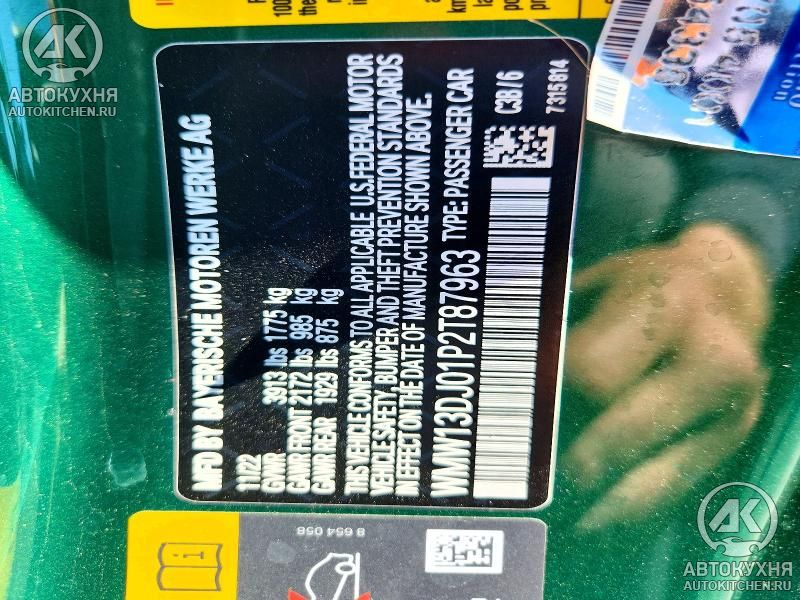 AK
АВТОКУХНЯ
AUTOKITCHEN.RU
MFD BY BAYERISCHE MOTOREN WERKE AG
11/22
GVWR 3913 lbs 1775 kg
GAWR FRONT 2172 lbs 985 kg
GAWR REAR 1929 lbs 875 kg
THIS VEHICLE CONFORMS TO ALL APPLICABLE U.S. FEDERAL MOTOR
VEHICLE SAFETY, BUMPER AND THEFT PREVENTION STANDARDS
IN EFFECT ON THE DATE OF MANUFACTURE SHOWN ABOVE.
WMW13DJ01P2T87963 TYPE: PASSENGER CAR
C3B / 6
7315814
8 654 058
AK
АВТОКУХНЯ
AUTOKITCHEN.RU